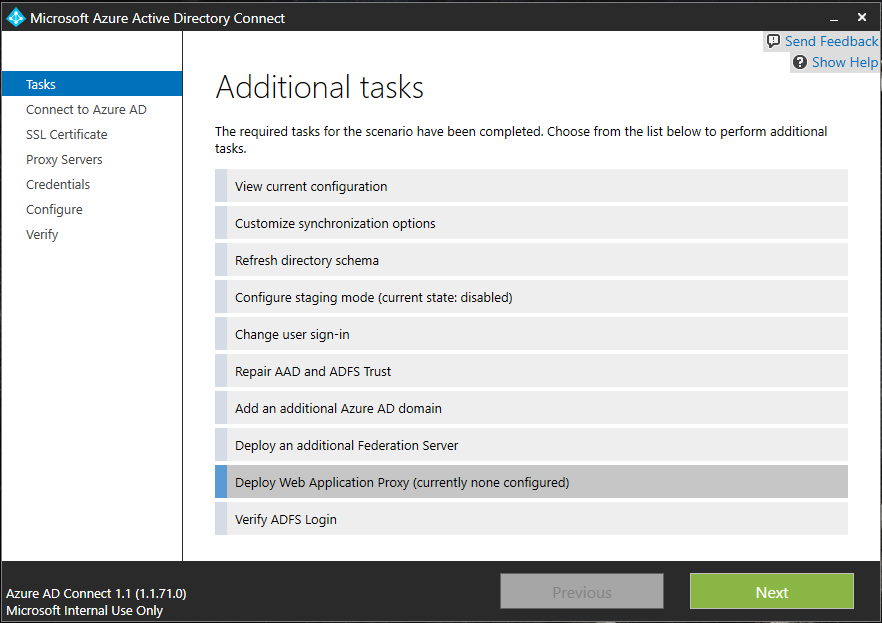 Microsoft Azure Active Directory Connect
Send Feedback
Show Help
Tasks
Connect to Azure AD
SSL Certificate
Proxy Servers
Credentials
Configure
Verify
Additional tasks
The required tasks for the scenario have been completed. Choose from the list below to perform additional
tasks.
View current configuration
Customize synchronization options
Refresh directory schema
Configure staging mode (current state: disabled)
Change user sign-in
Repair AAD and ADFS Trust
Add an additional Azure AD domain
Deploy an additional Federation Server
Deploy Web Application Proxy (currently none configured)
Verify ADFS Login
Azure AD Connect 1.1 (1.1.71.0)
Microsoft Internal Use Only
Previous
Next